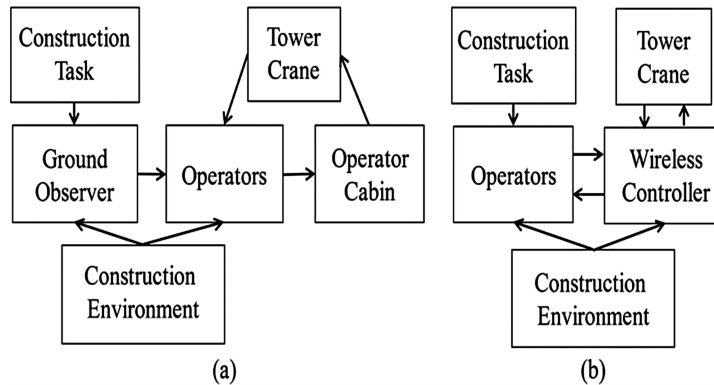 Construction
Task
Tower
Crane
Ground
Observer
Operators
Operator
Cabin
Construction
Environment
(a)
Construction
Task
Tower
Crane
Operators
Wireless
Controller
Construction
Environment
(b)